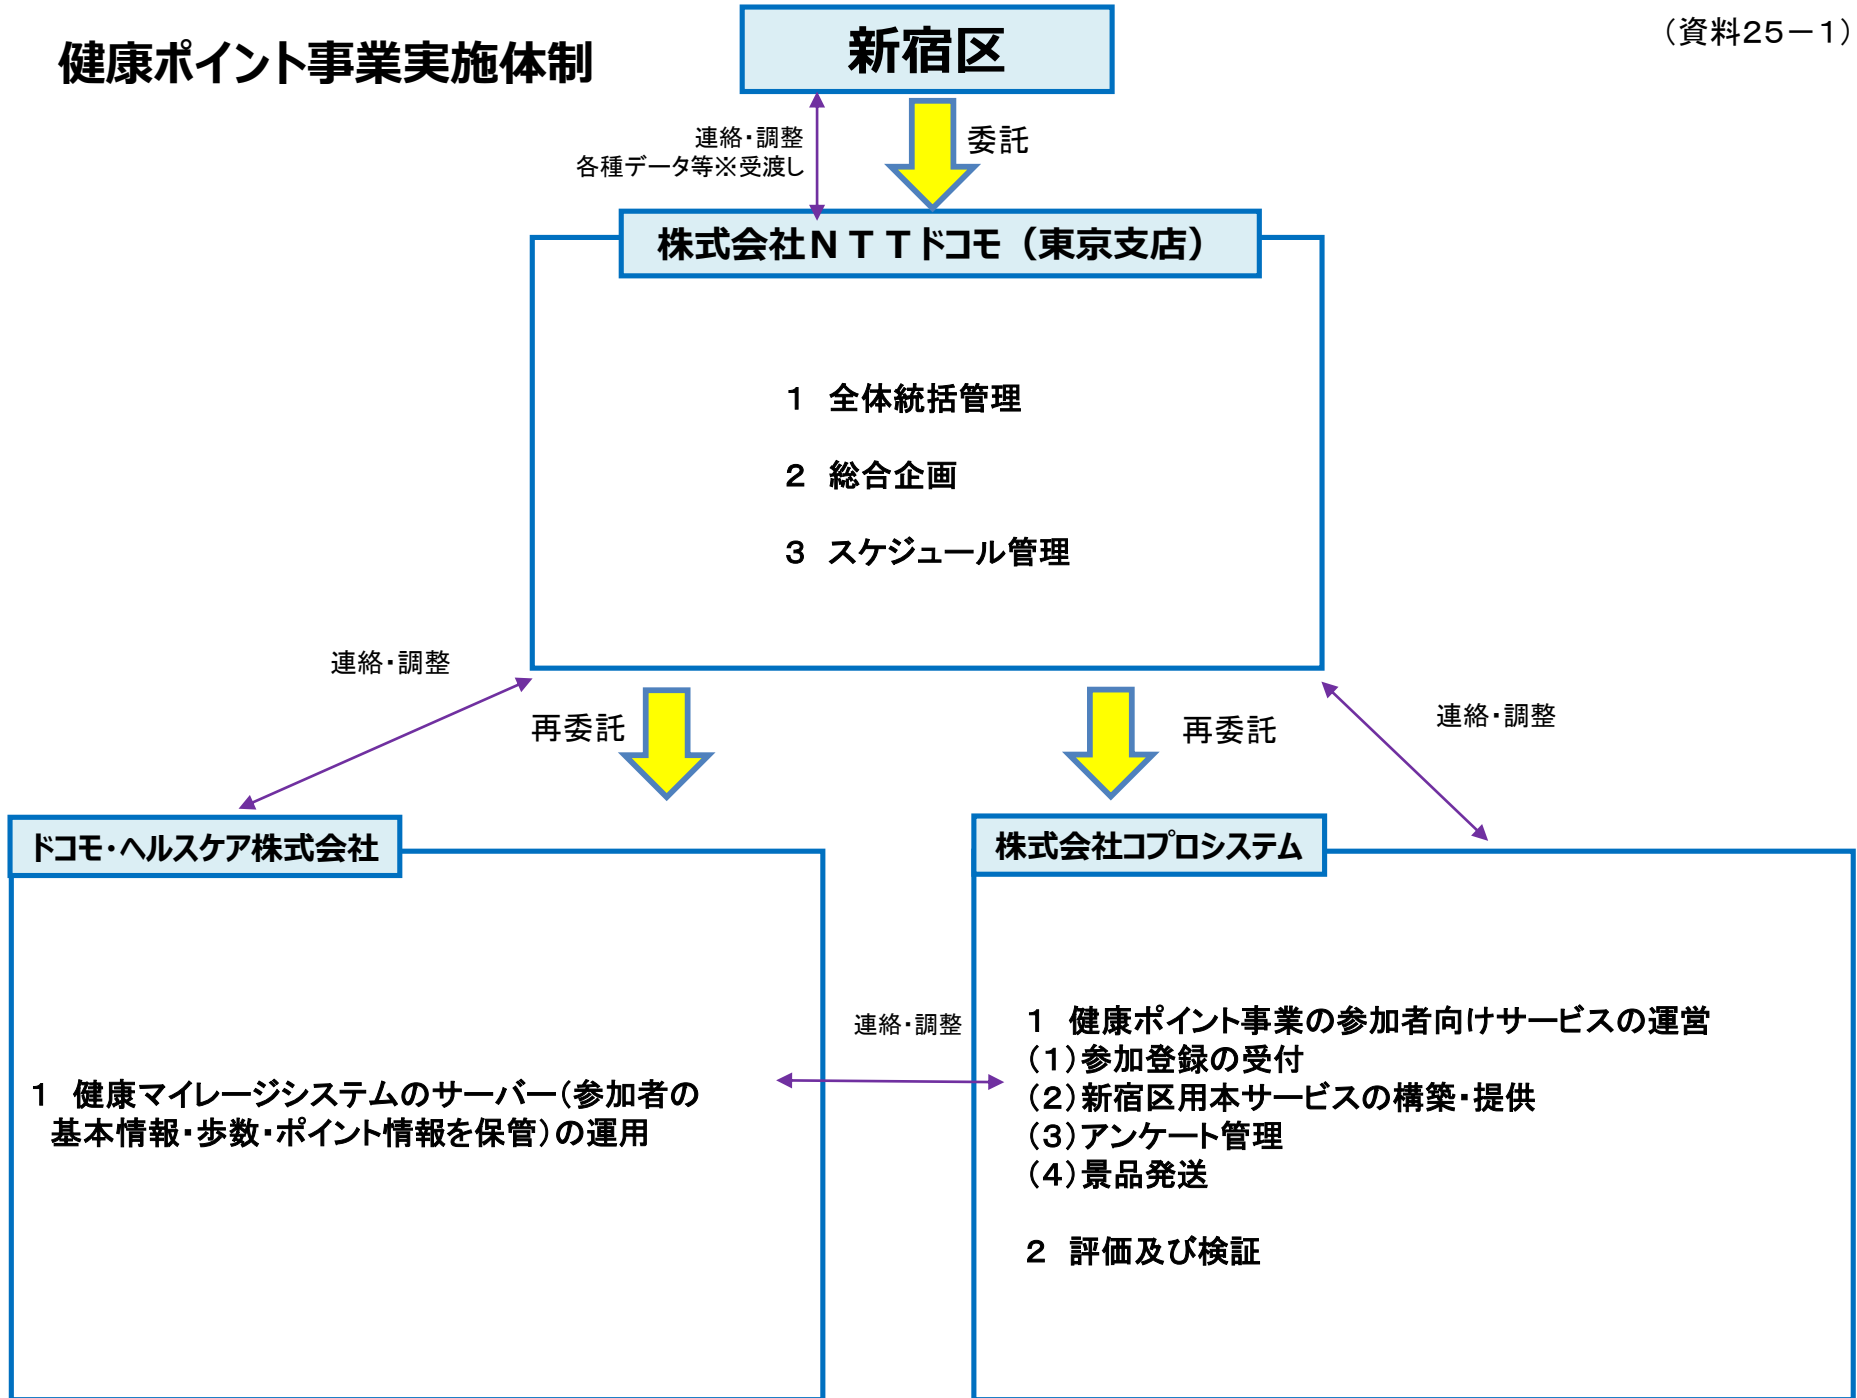 （資料25－1）
健康ポイント事業実施体制
新宿区
連絡・調整
各種データ等※受渡し
委託
株式会社ＮＴＴドコモ（東京支店）
1　全体統括管理
2　総合企画
3　スケジュール管理
連絡・調整
再委託
再委託
連絡・調整
ドコモ・ヘルスケア株式会社
1　健康マイレージシステムのサーバー（参加者の
基本情報・歩数・ポイント情報を保管）の運用
連絡・調整
株式会社コプロシステム
1　健康ポイント事業の参加者向けサービスの運営
（1）参加登録の受付
（2）新宿区用本サービスの構築・提供
（3）アンケート管理
（4）景品発送
2　評価及び検証